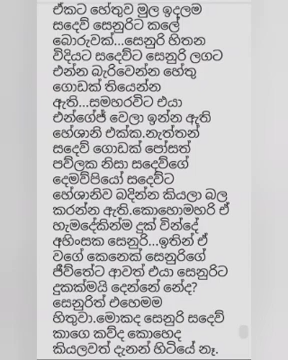 ඒකට හේතුව මුල ඉදලම
සදෙව් සෙනුරිට කලේ
බොරුවක්...සෙනුරි හිතන
විදියට සදෙව්ට සෙනුරි ලගට
එන්න බැරිවෙන්න හේතු
ගොඩක් තියෙන්න
ඇති...සමහරවිට එයා
එන්ගේජ් වෙලා ඉන්න ඇති
හේශානි එක්ක.නැත්තන්
සදෙව් ගොඩක් පෝසත්
පව්ලක නිසා සදෙව්ගේ
දෙමව්පියෝ සදෙව්ට
හේශානිව බදින්න කියලා බල
කරන්න ඇති.කොහොමහරි ඒ
හැමදේකින්ම දුක් වින්දේ
අහිංසක සෙනුරි...ඉතින් ඒ
වගේ කෙනෙක් සෙනුරිගේ
ජීවිතේට ආවත් එයා සෙනුරිට
දුකක්මයි දෙන්නේ නේද?
සෙනුරිත් එහෙමම
හිතුවා.මොකද සෙනුරි සදෙව්
කාගෙ කව්ද කොහෙද
කියලවත් දැනන් හිටියේ නෑ.